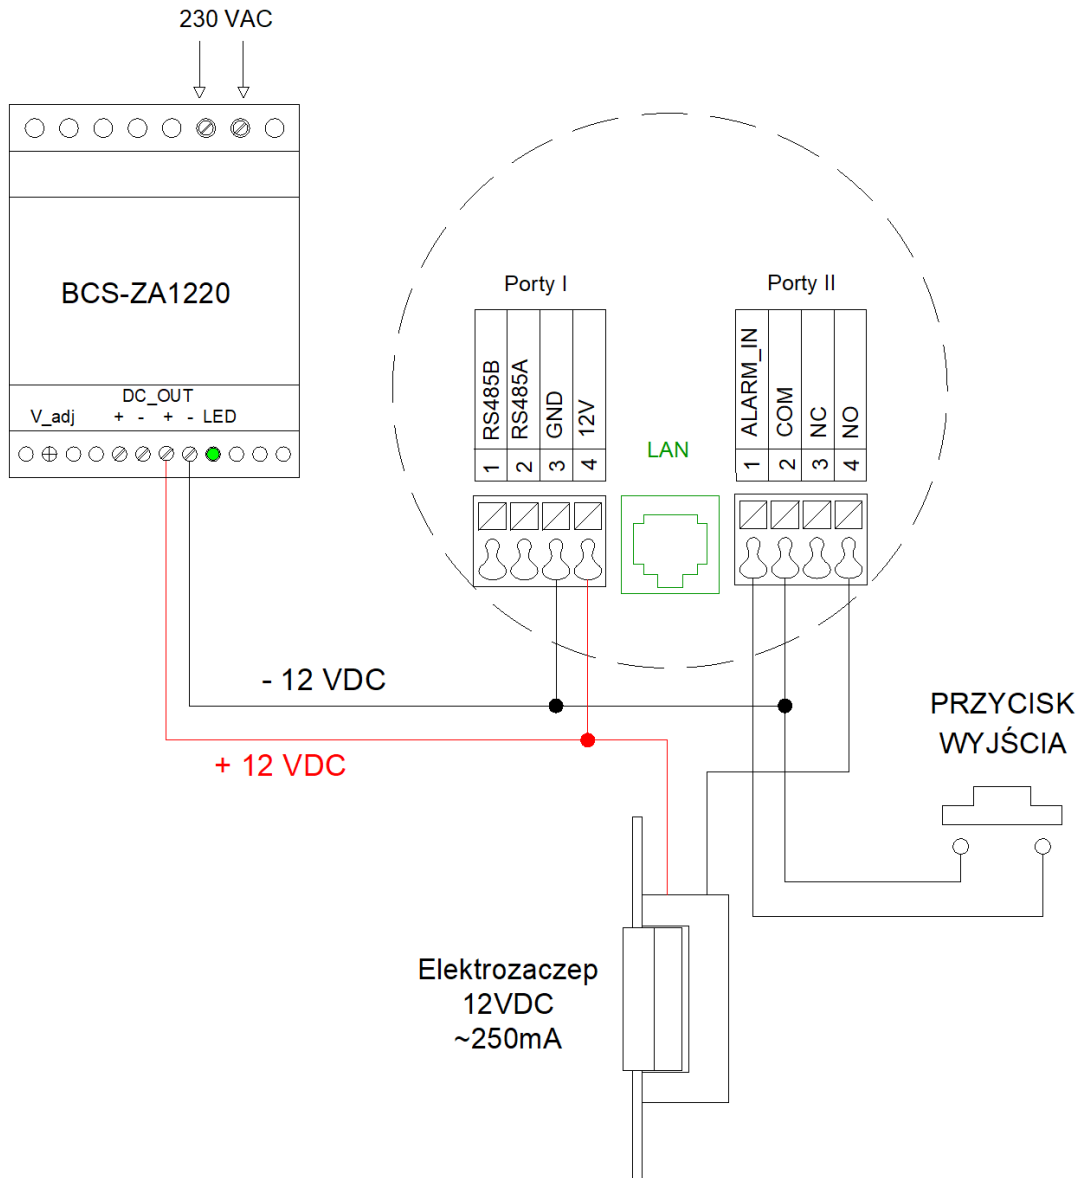 230 VAC
BCS-ZA1220
DC_OUT
V_adj + - + - LED
Porty I
RS485B
RS485A
GND
12V
1 2 3 4
LAN
Porty II
ALARM_IN
COM
NC
NO
1 2 3 4
- 12 VDC
+ 12 VDC
PRZYCISK
WYJŚCIA
Elektrozaczep
12VDC
~250mA